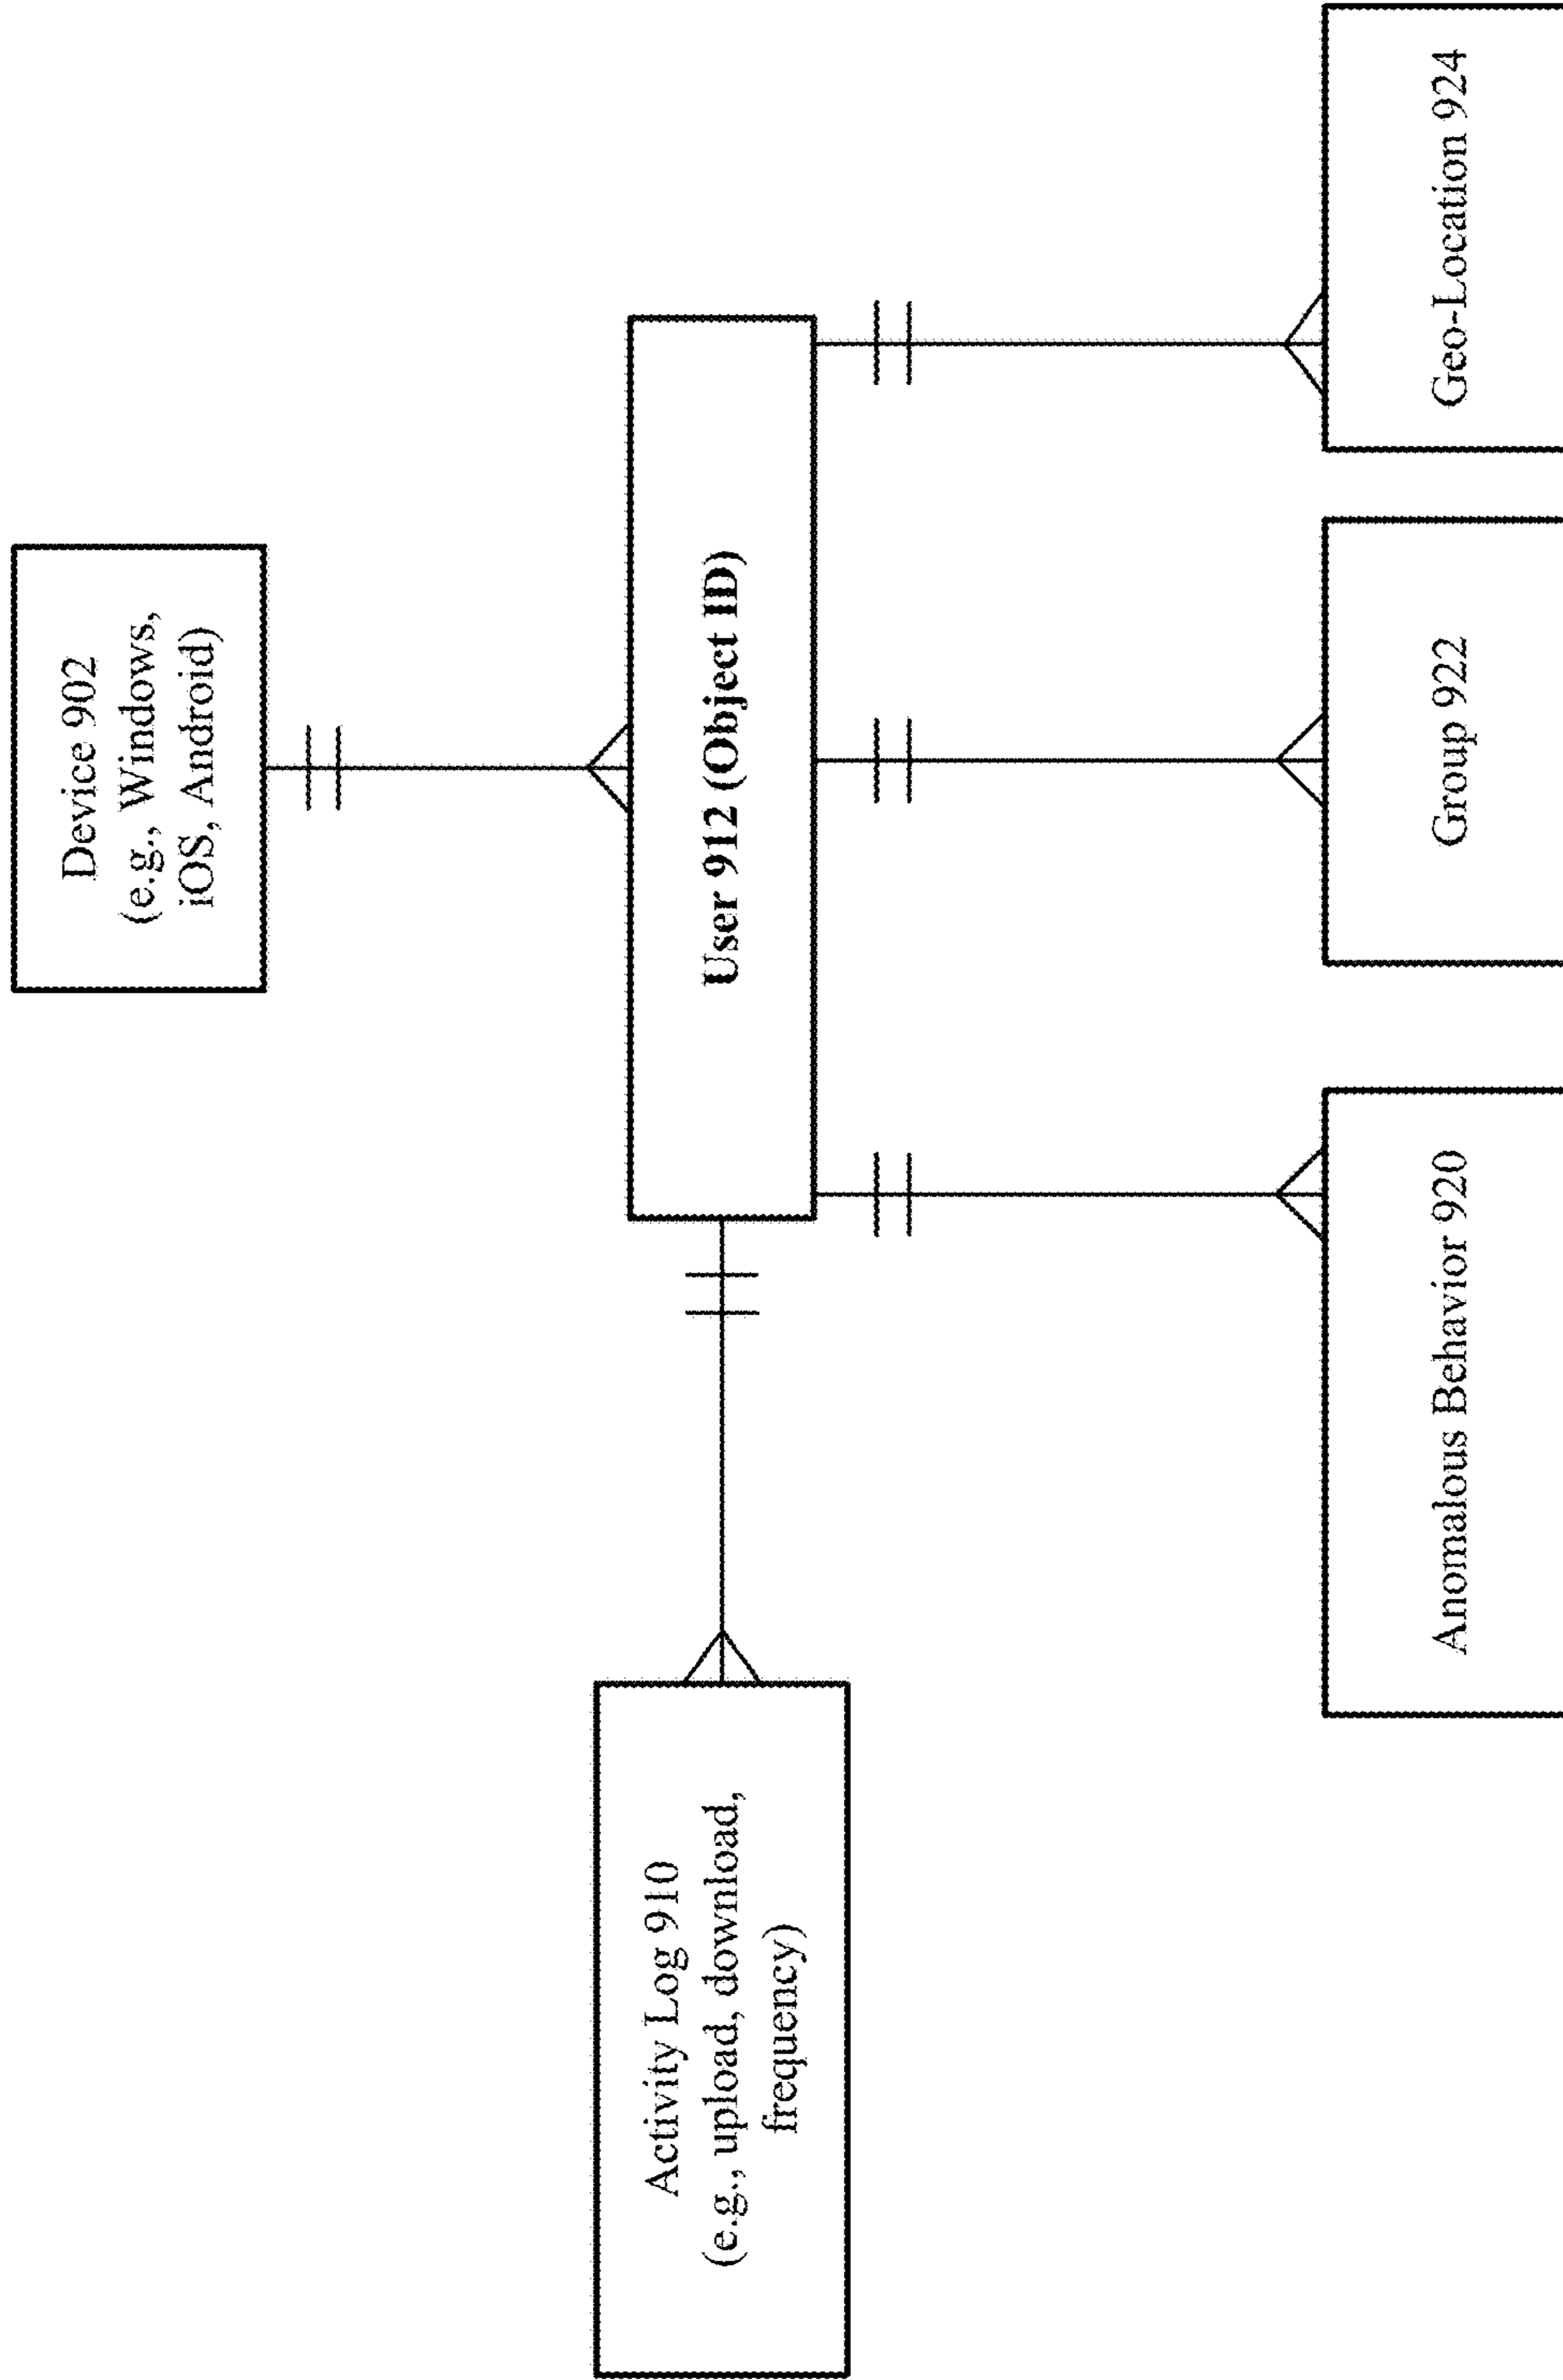 Device 902
(e.g., Windows,
iOS, Android)
Activity Log 910
(e.g., upload, download,
frequency)
User 912 (Object ID)
Anomalous Behavior 920
Group 922
Geo-Location 924